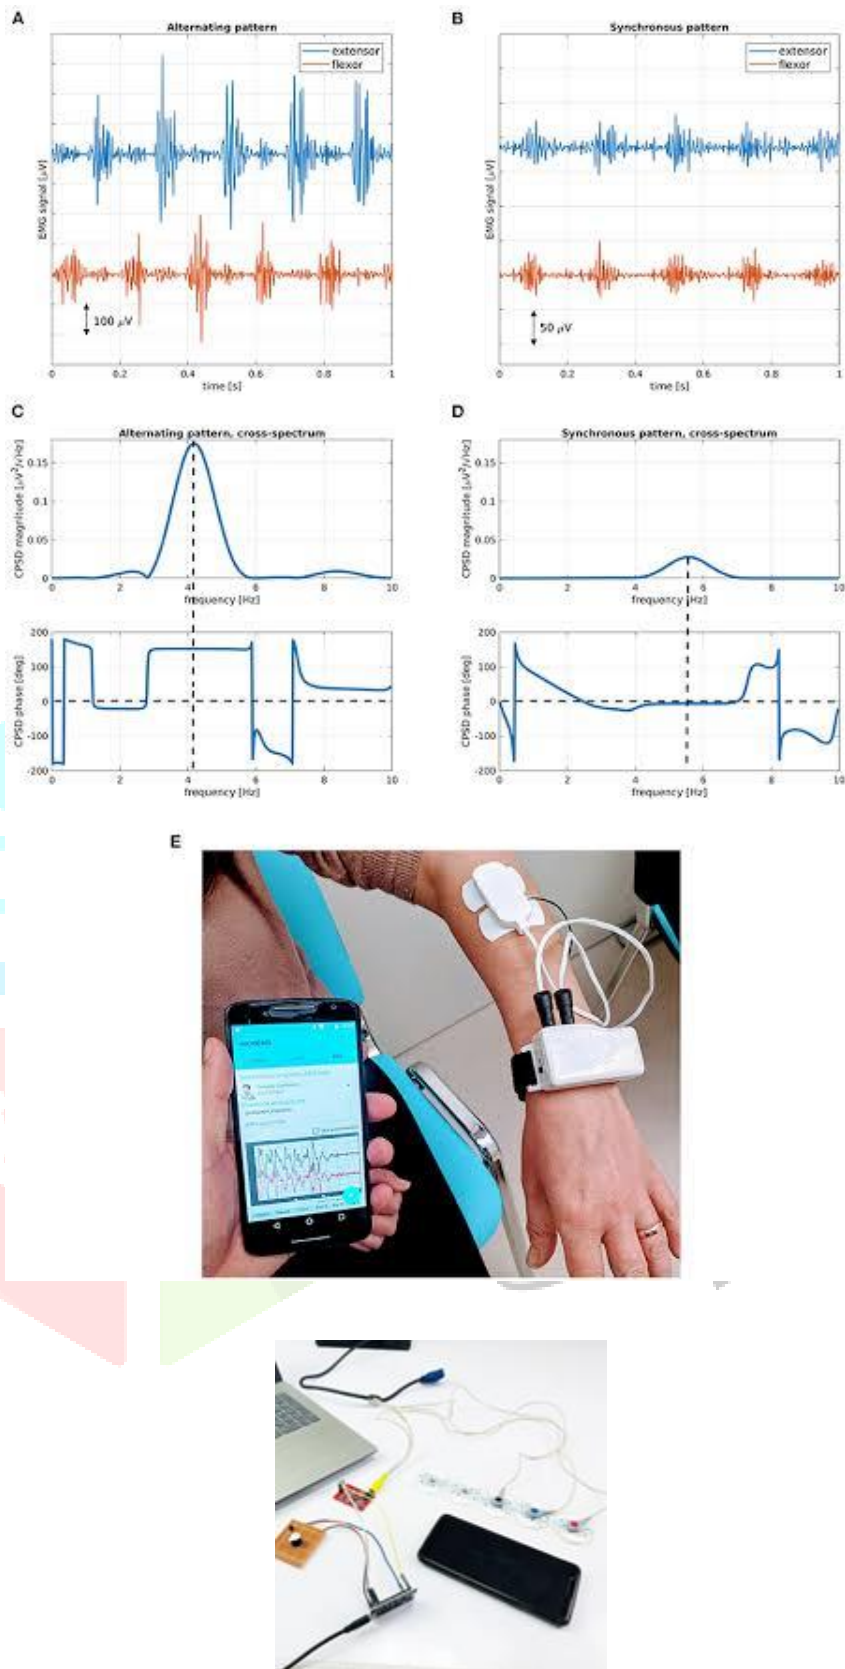 A
Alternating pattern
extensor
flexor
EMG signal [μV]
100 μV
0 0.2 0.4 0.6 0.8 1
time [s]
B
Synchronous pattern
extensor
flexor
EMG signal [μV]
50 μV
0 0.2 0.4 0.6 0.8 1
time [s]
C
Alternating pattern, cross-spectrum
CPSD magnitude [μV²/√Hz]
0.15
0.1
0.05
0
0 2 4 6 8 10
frequency [Hz]
CPSD phase [deg]
200
100
0
-100
-200
0 2 4 6 8 10
frequency [Hz]
D
Synchronous pattern, cross-spectrum
CPSD magnitude [μV²/√Hz]
0.15
0.1
0.05
0
0 2 4 6 8 10
frequency [Hz]
CPSD phase [deg]
200
100
0
-100
-200
0 2 4 6 8 10
frequency [Hz]
E